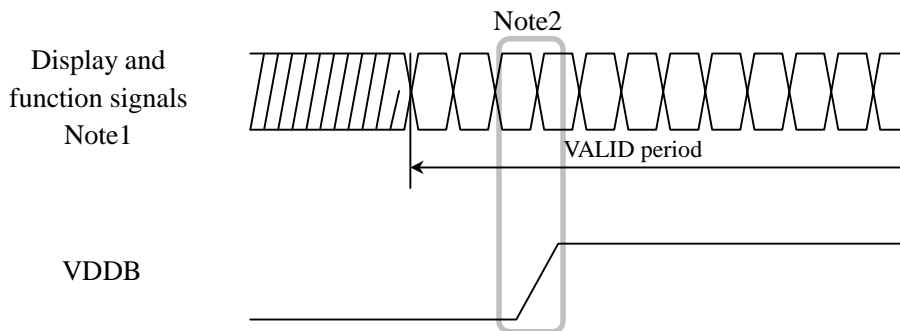 Note2
Display and
function signals
Note1
VALID period
VDDB